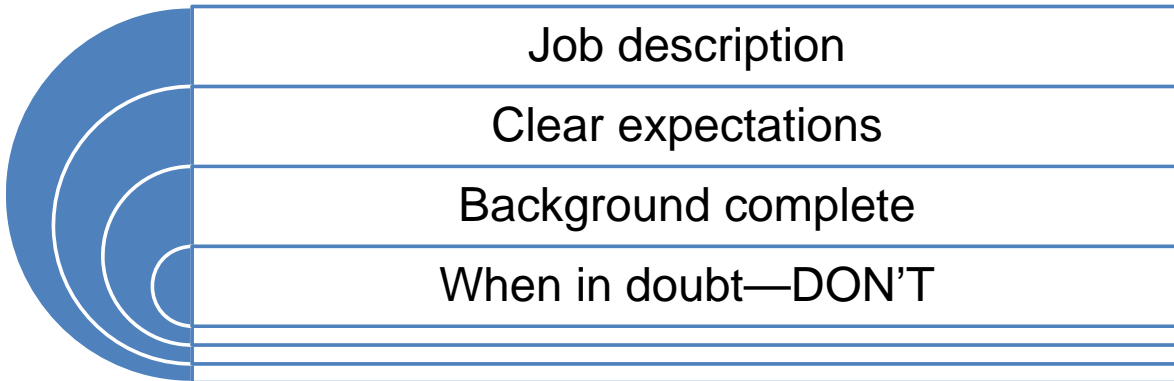 Job description
Clear expectations
Background complete
When in doubt—DON’T